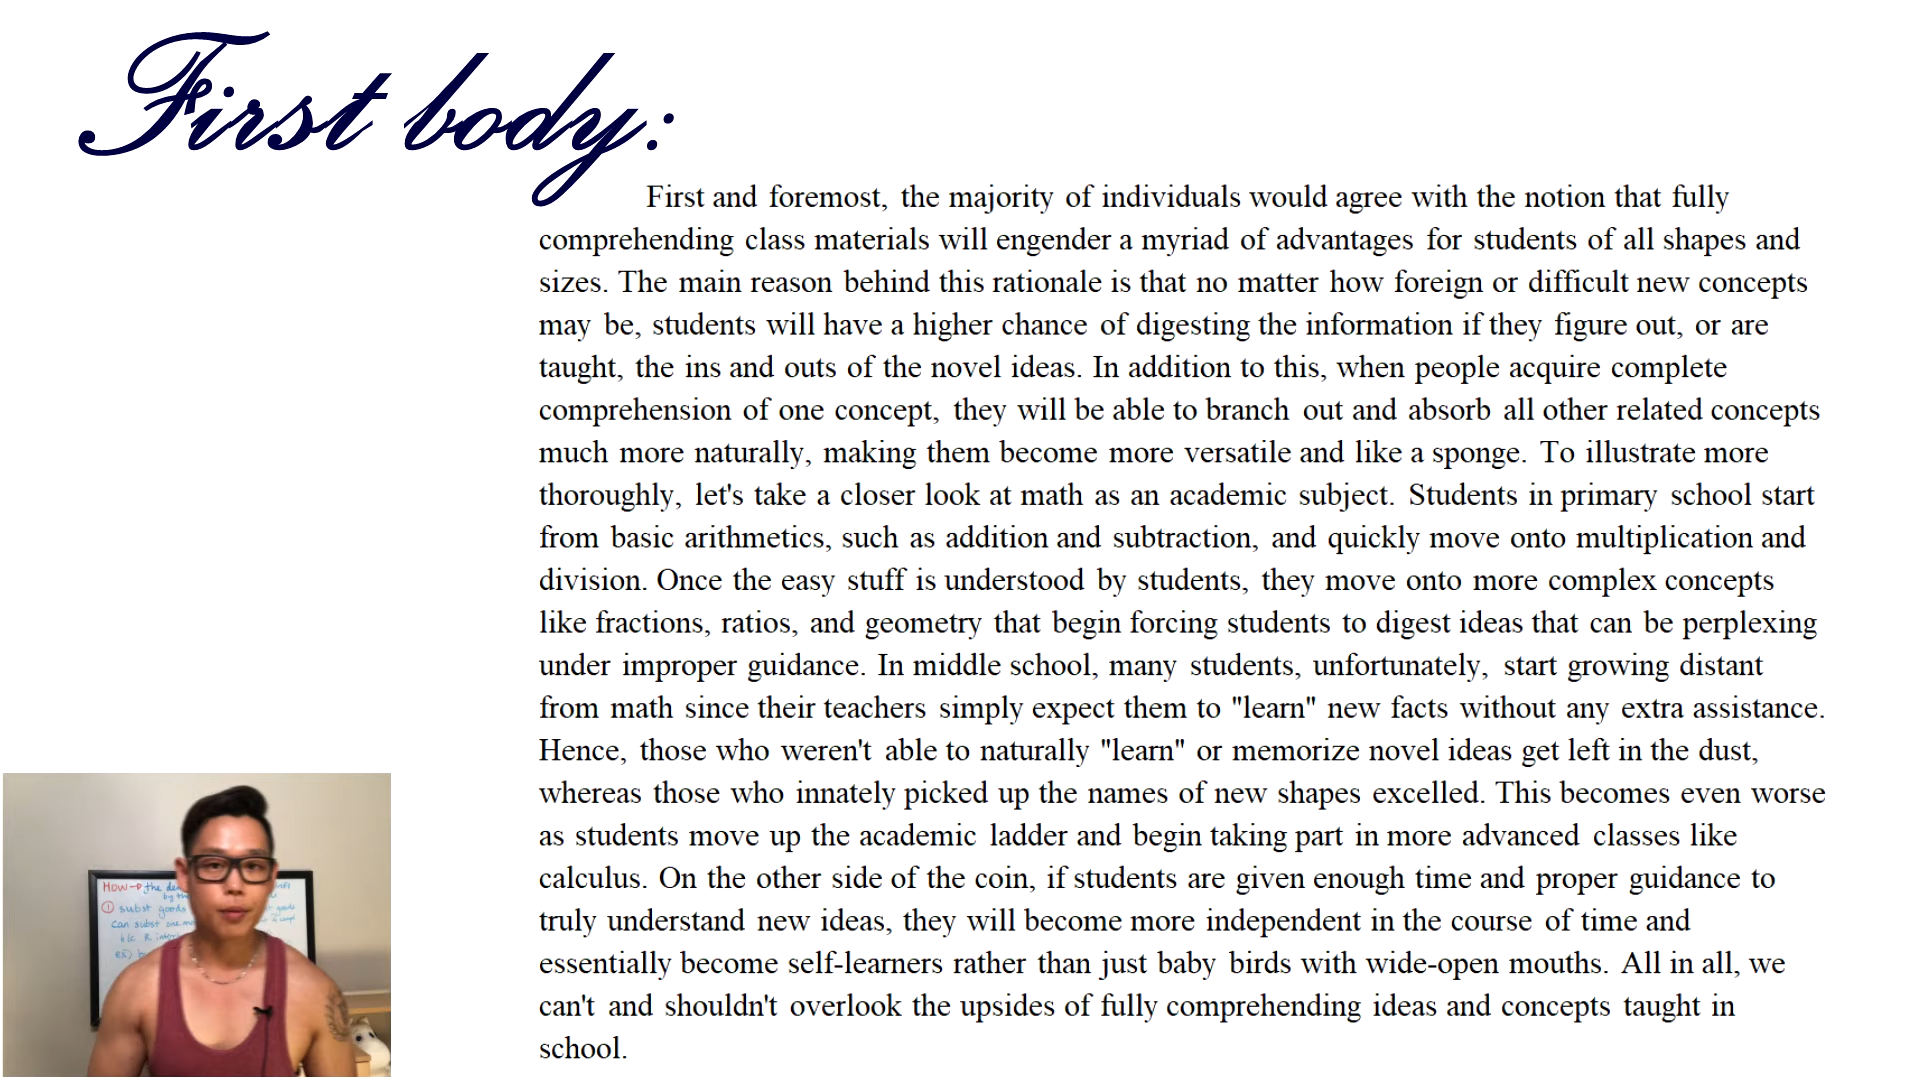 First body:
First and foremost, the majority of individuals would agree with the notion that fully
comprehending class materials will engender a myriad of advantages for students of all shapes and
sizes. The main reason behind this rationale is that no matter how foreign or difficult new concepts
may be, students will have a higher chance of digesting the information if they figure out, or are
taught, the ins and outs of the novel ideas. In addition to this, when people acquire complete
comprehension of one concept, they will be able to branch out and absorb all other related concepts
much more naturally, making them become more versatile and like a sponge. To illustrate more
thoroughly, let's take a closer look at math as an academic subject. Students in primary school start
from basic arithmetics, such as addition and subtraction, and quickly move onto multiplication and
division. Once the easy stuff is understood by students, they move onto more complex concepts
like fractions, ratios, and geometry that begin forcing students to digest ideas that can be perplexing
under improper guidance. In middle school, many students, unfortunately, start growing distant
from math since their teachers simply expect them to "learn" new facts without any extra assistance.
Hence, those who weren't able to naturally "learn" or memorize novel ideas get left in the dust,
whereas those who innately picked up the names of new shapes excelled. This becomes even worse
as students move up the academic ladder and begin taking part in more advanced classes like
calculus. On the other side of the coin, if students are given enough time and proper guidance to
truly understand new ideas, they will become more independent in the course of time and
essentially become self-learners rather than just baby birds with wide-open mouths. All in all, we
can't and shouldn't overlook the upsides of fully comprehending ideas and concepts taught in
school.
How the
by the
① subst goods
can subst one